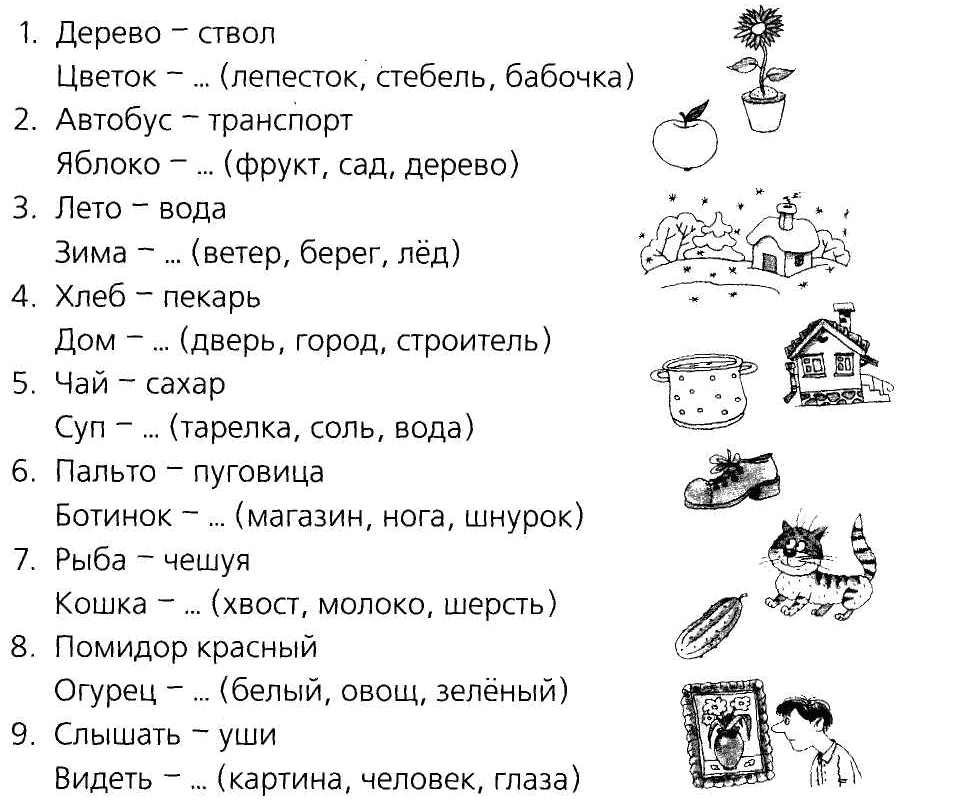 1. Дерево – ствол
Цветок – ... (лепесток, стебель, бабочка)
2. Автобус – транспорт
Яблоко – ... (фрукт, сад, дерево)
3. Лето – вода
Зима – ... (ветер, берег, лёд)
4. Хлеб – пекарь
Дом – ... (дверь, город, строитель)
5. Чай – сахар
Суп – ... (тарелка, соль, вода)
6. Пальто – пуговица
Ботинок – ... (магазин, нога, шнурок)
7. Рыба – чешуя
Кошка – ... (хвост, молоко, шерсть)
8. Помидор красный
Огурец – ... (белый, овощ, зелёный)
9. Слышать – уши
Видеть – ... (картина, человек, глаза)